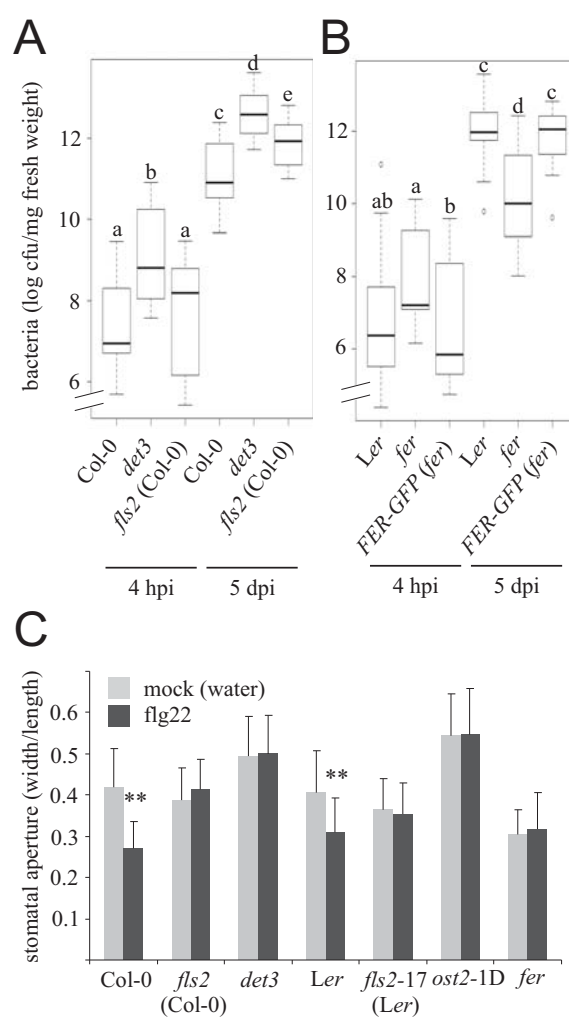 A
B
bacteria (log cfu/mg fresh weight)
12
10
8
6
a
b
a
c
d
e
Col-0
det3
fls2 (Col-0)
Col-0
det3
fls2 (Col-0)
4 hpi
5 dpi
12
10
8
6
ab
a
b
c
d
c
Ler
fer
FER-GFP (fer)
Ler
fer
FER-GFP (fer)
4 hpi
5 dpi
C
stomatal aperture (width/length)
mock (water)
flg22
0.6
0.5
0.4
0.3
0.2
0.1
**
**
Col-0 fls2 det3 Ler fls2-17 ost2-1D fer
(Col-0) (Ler)